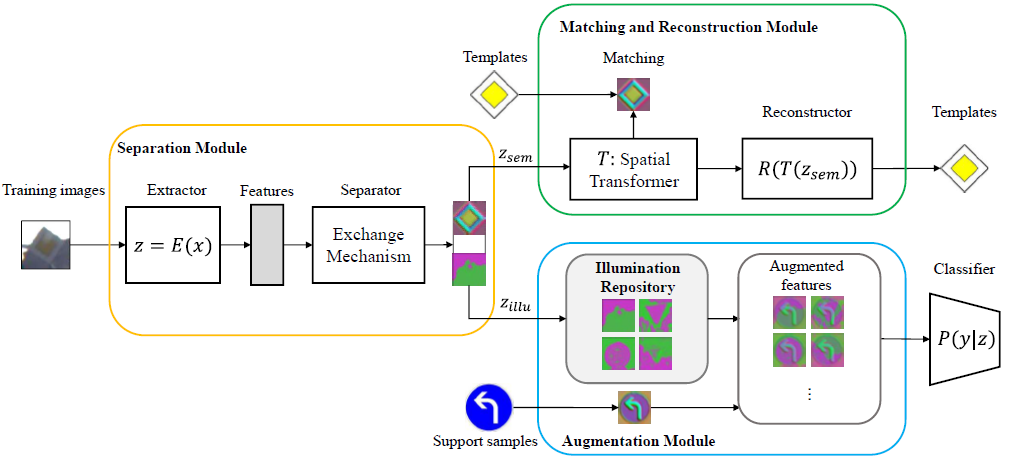 Matching and Reconstruction Module
Templates
Matching
Reconstructor
Templates
Separation Module
z_{sem}
T: Spatial
Transformer
R(T(z_{sem}))
Training images
Extractor
Features
Separator
z = E(x)
Exchange
Mechanism
z_{illu}
Illumination
Repository
Augmented
features
Classifier
P(y|z)
⋮
Support samples
Augmentation Module